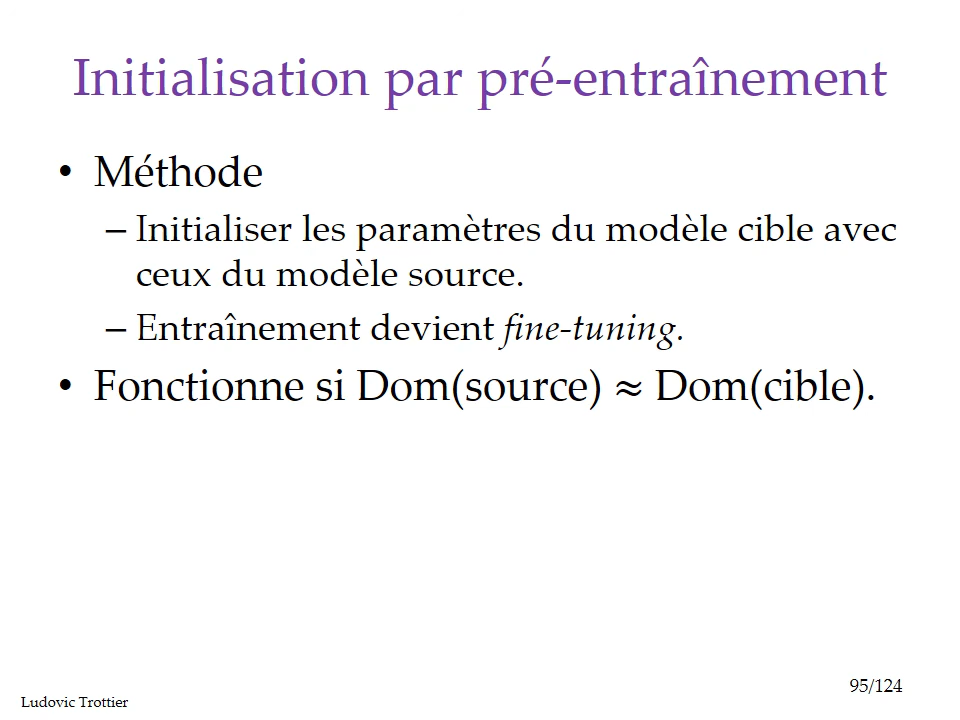 Initialisation par pré-entraînement
• Méthode
– Initialiser les paramètres du modèle cible avec
ceux du modèle source.
– Entraînement devient fine-tuning.
• Fonctionne si Dom(source) ≈ Dom(cible).
95/124
Ludovic Trottier